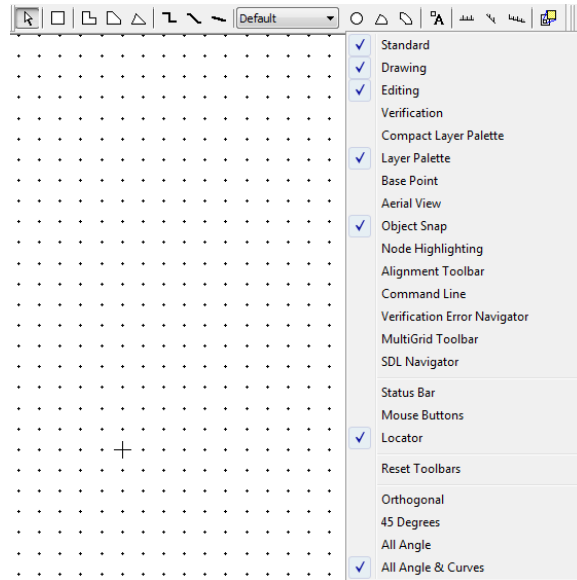 Default
A
Standard
Drawing
Editing
Verification
Compact Layer Palette
Layer Palette
Base Point
Aerial View
Object Snap
Node Highlighting
Alignment Toolbar
Command Line
Verification Error Navigator
MultiGrid Toolbar
SDL Navigator
Status Bar
Mouse Buttons
Locator
Reset Toolbars
Orthogonal
45 Degrees
All Angle
All Angle & Curves